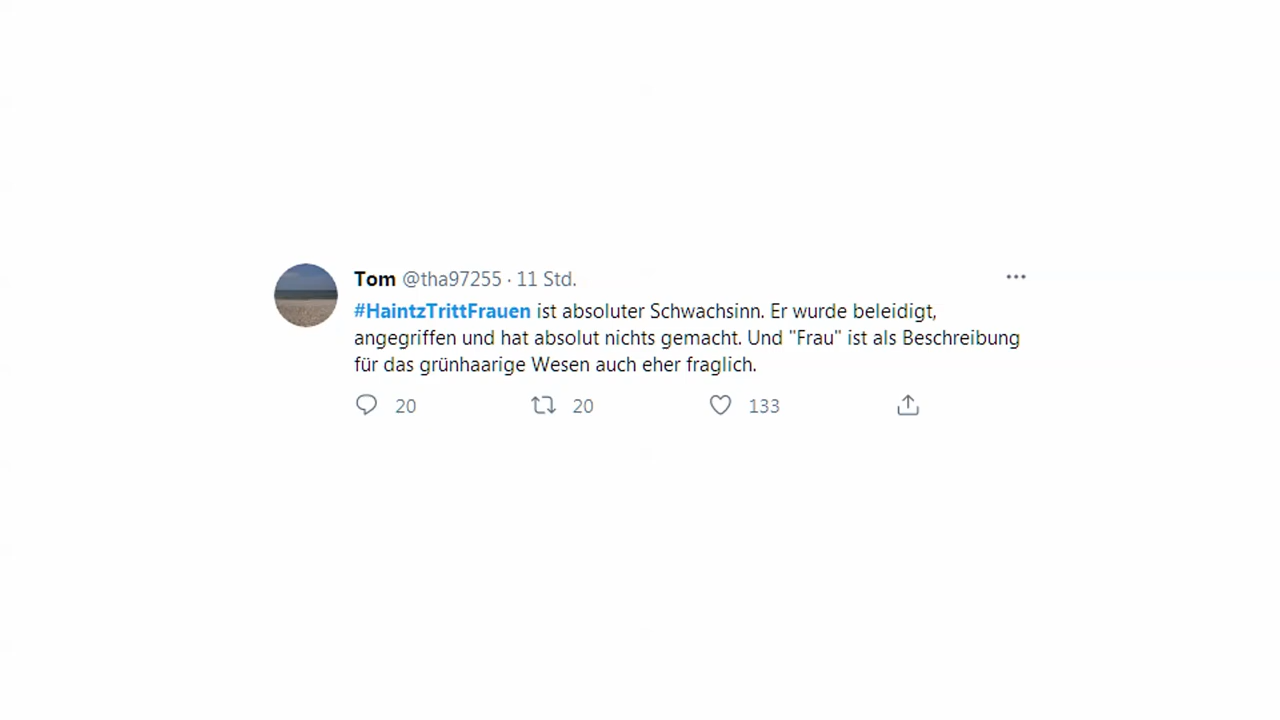 Tom @tha97255 · 11 Std.
#HaintzTrittFrauen ist absoluter Schwachsinn. Er wurde beleidigt,
angegriffen und hat absolut nichts gemacht. Und "Frau" ist als Beschreibung
für das grünhaarige Wesen auch eher fraglich.
20 20 133